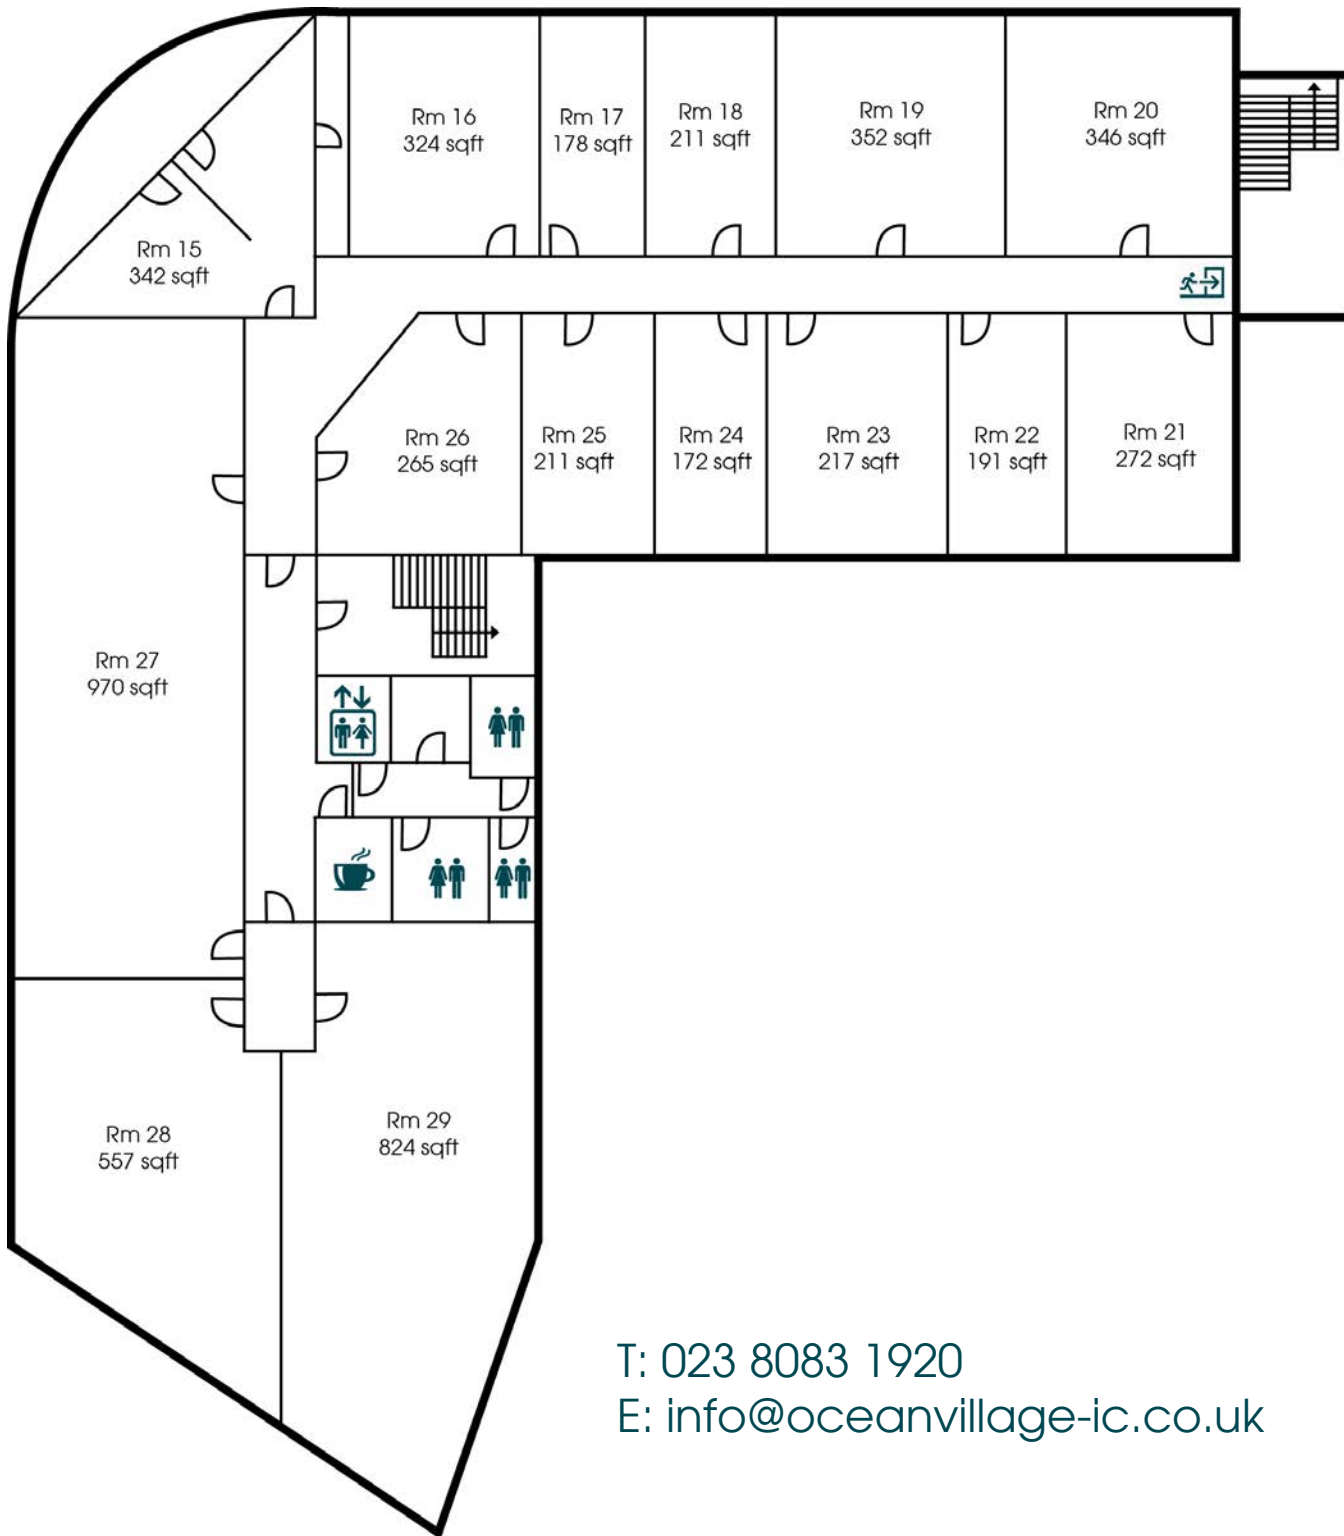 Rm 16
324 sqft
Rm 17
178 sqft
Rm 18
211 sqft
Rm 19
352 sqft
Rm 20
346 sqft
Rm 15
342 sqft
Rm 26
265 sqft
Rm 25
211 sqft
Rm 24
172 sqft
Rm 23
217 sqft
Rm 22
191 sqft
Rm 21
272 sqft
Rm 27
970 sqft
Rm 28
557 sqft
Rm 29
824 sqft
T: 023 8083 1920
E: info@oceanvillage-ic.co.uk